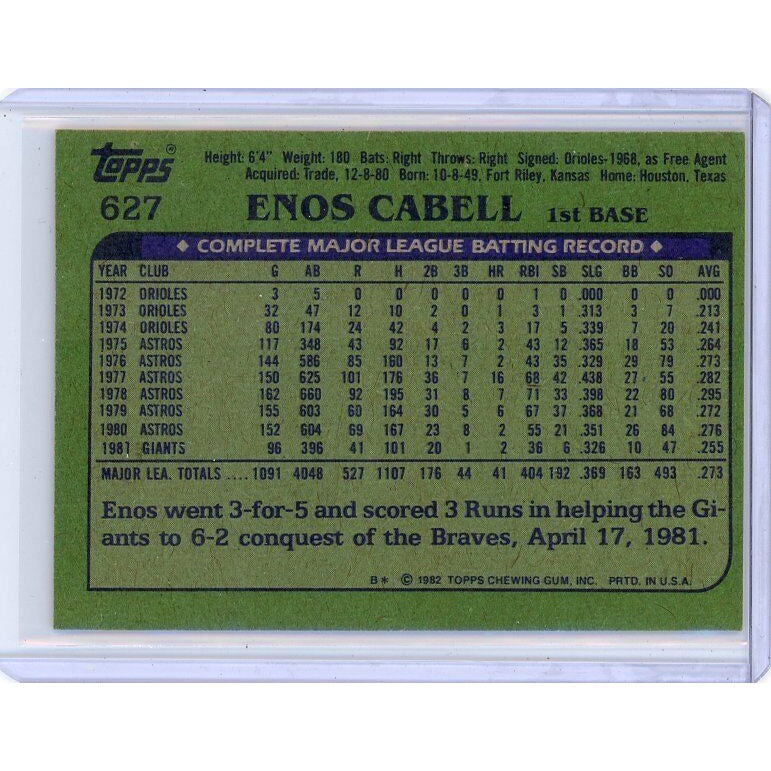 Topps® Height: 6'4" Weight: 180 Bats: Right Throws: Right Signed: Orioles-1968, as Free Agent
Acquired: Trade, 12-8-80 Born: 10-8-49, Fort Riley, Kansas Home: Houston, Texas
627 ENOS CABELL 1st BASE
◆ COMPLETE MAJOR LEAGUE BATTING RECORD ◆
YEAR CLUB G AB R H 2B 3B HR RBI SB SLG BB SO AVG
1972 ORIOLES 3 5 0 0 0 0 0 1 0 .000 0 0 .000
1973 ORIOLES 32 47 12 10 2 0 1 3 1 .313 3 7 .213
1974 ORIOLES 80 174 24 42 4 2 3 17 5 .339 7 20 .241
1975 ASTROS 117 348 43 92 17 6 2 43 12 .365 18 53 .264
1976 ASTROS 144 586 85 160 13 7 2 43 35 .329 29 79 .273
1977 ASTROS 150 625 101 176 36 7 16 68 42 .438 27 55 .282
1978 ASTROS 162 660 92 195 31 8 7 71 33 .398 22 80 .295
1979 ASTROS 155 603 60 164 30 5 6 67 37 .368 21 68 .272
1980 ASTROS 152 604 69 167 23 8 2 55 21 .351 26 84 .276
1981 GIANTS 96 396 41 101 20 1 2 36 6 .326 10 47 .255
MAJOR LEA. TOTALS .... 1091 4048 527 1107 176 44 41 404 192 .369 163 493 .273
Enos went 3-for-5 and scored 3 Runs in helping the Gi-
ants to 6-2 conquest of the Braves, April 17, 1981.
B* © 1982 TOPPS CHEWING GUM, INC. PRTD. IN U.S.A.